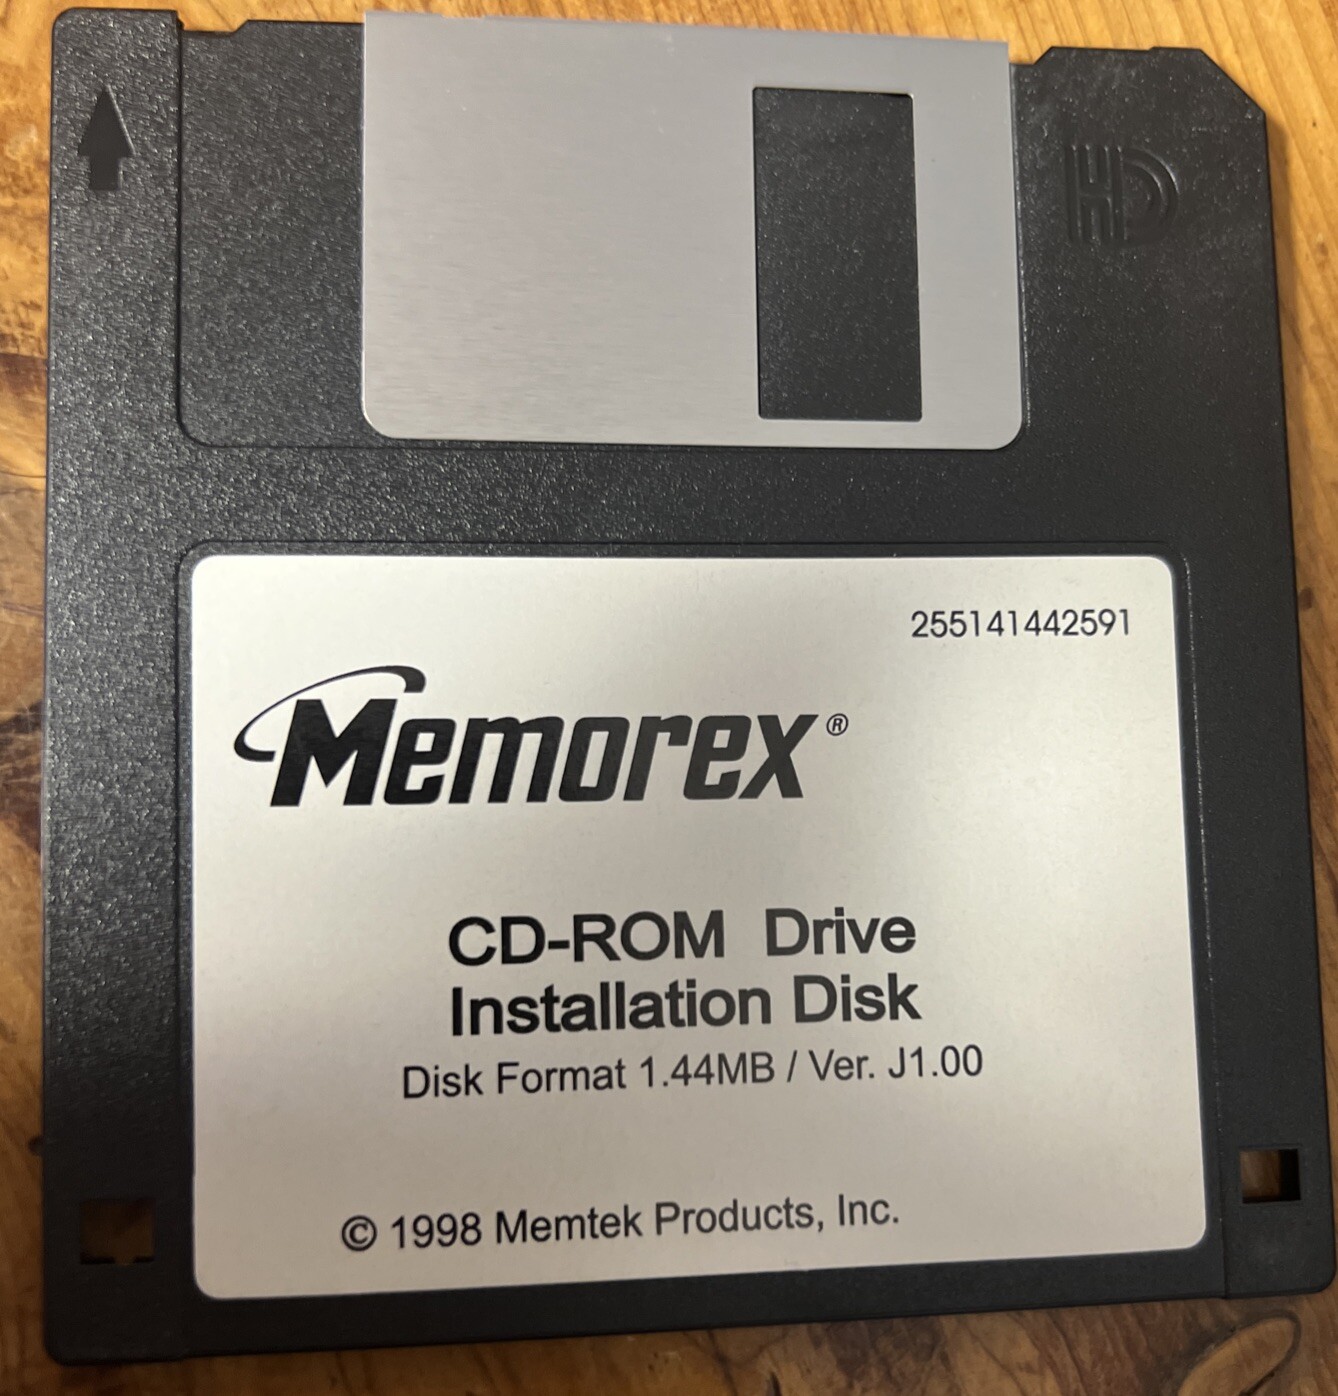 HD
255141442591
Memorex®
CD-ROM Drive
Installation Disk
Disk Format 1.44MB / Ver. J1.00
© 1998 Memtek Products, Inc.